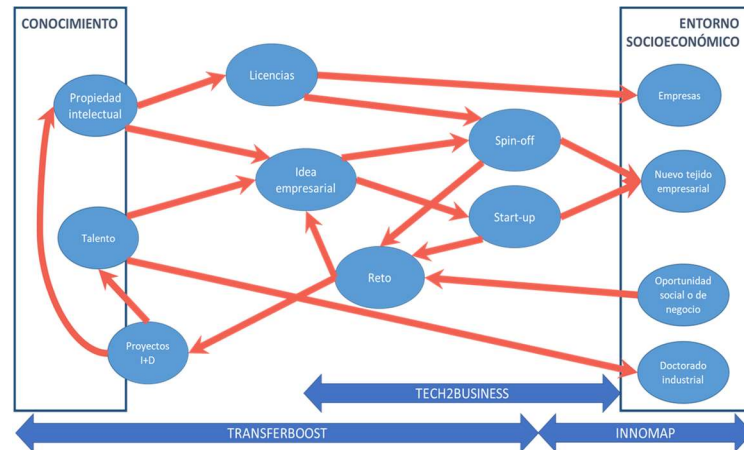 CONOCIMIENTO
ENTORNO
SOCIOECONÓMICO
Licencias
Propiedad
intelectual
Empresas
Spin-off
Idea
empresarial
Nuevo tejido
empresarial
Start-up
Talento
Reto
Oportunidad
social o de
negocio
Proyectos
I+D
Doctorado
industrial
TECH2BUSINESS
TRANSFERBOOST
INNOMAP